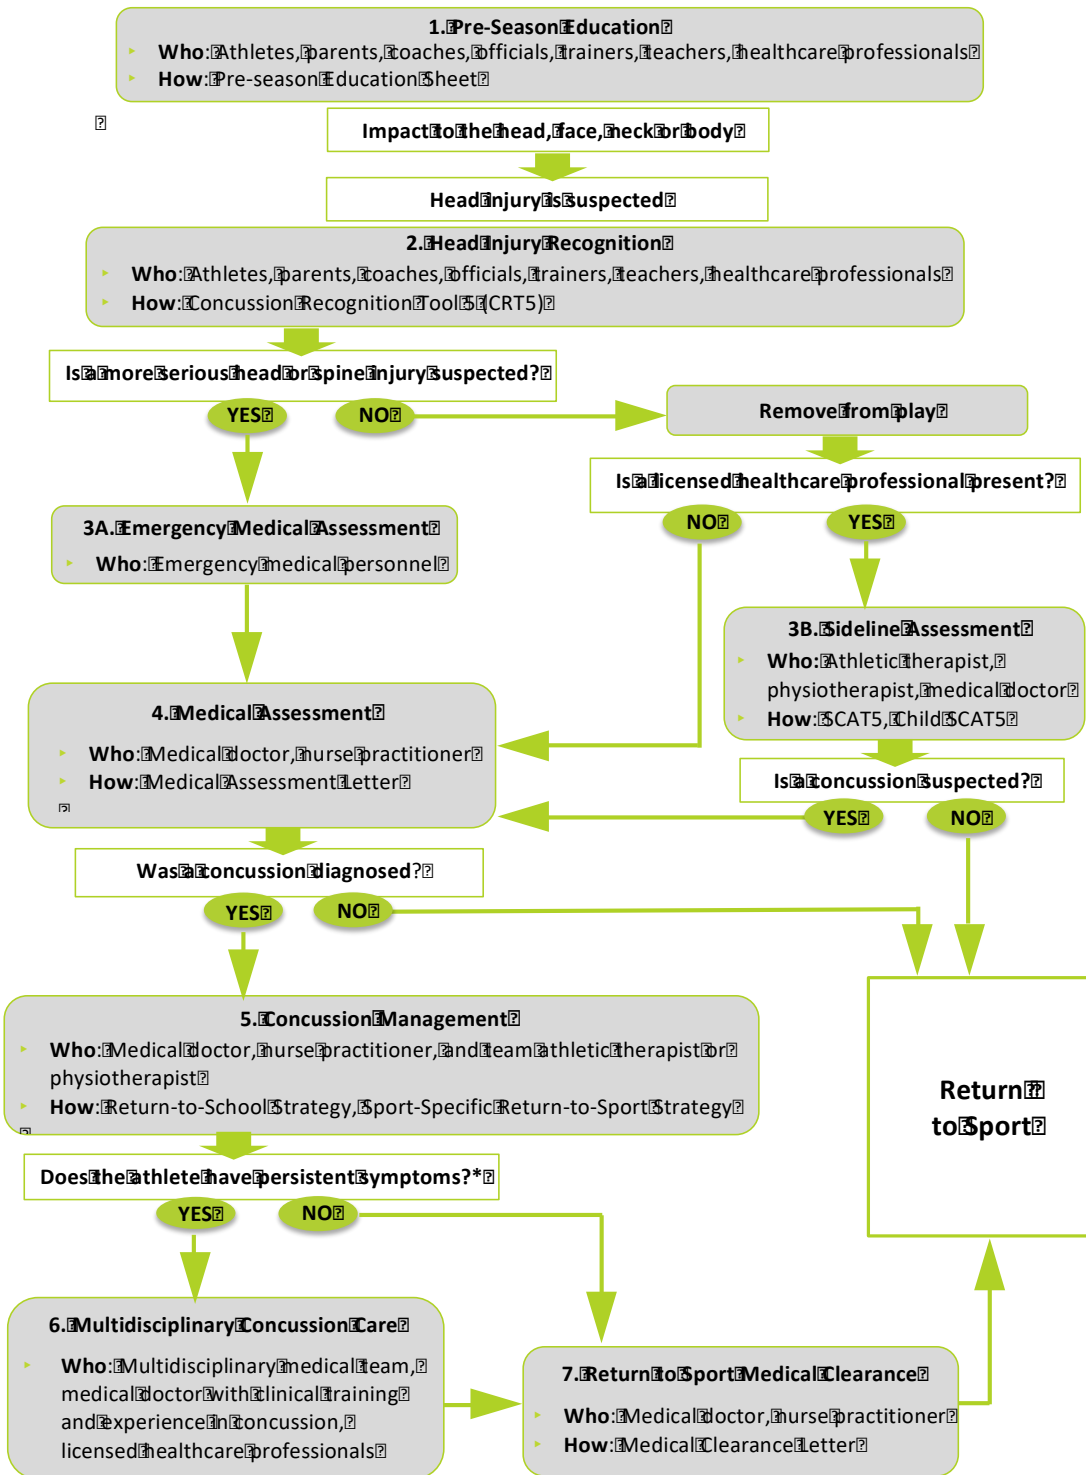 1. Pre-Season Education
Who: Athletes, parents, coaches, officials, trainers, teachers, healthcare professionals
How: Pre-season Education Sheet
Impact to the head, face, neck or body
Head injury is suspected
2. Head Injury Recognition
Who: Athletes, parents, coaches, officials, trainers, teachers, healthcare professionals
How: Concussion Recognition Tool 5 (CRT5)
Is a more serious head or spine injury suspected?
YES NO
Remove from play
Is a licensed healthcare professional present?
NO YES
3A. Emergency Medical Assessment
Who: Emergency medical personnel
3B. Sideline Assessment
Who: Athletic therapist,
physiotherapist, medical doctor
How: SCAT5, Child SCAT5
4. Medical Assessment
Who: Medical doctor, nurse practitioner
How: Medical Assessment Letter
Is a concussion suspected?
YES NO
Was a concussion diagnosed?
YES NO
5. Concussion Management
Who: Medical doctor, nurse practitioner, and team athletic therapist or
physiotherapist
How: Return-to-School Strategy, Sport-Specific Return-to-Sport Strategy
Return
to Sport
Does the athlete have persistent symptoms?*
YES NO
6. Multidisciplinary Concussion Care
Who: Multidisciplinary medical team,
medical doctor with clinical training
and experience in concussion,
licensed healthcare professionals
7. Return to Sport Medical Clearance
Who: Medical doctor, nurse practitioner
How: Medical Clearance Letter